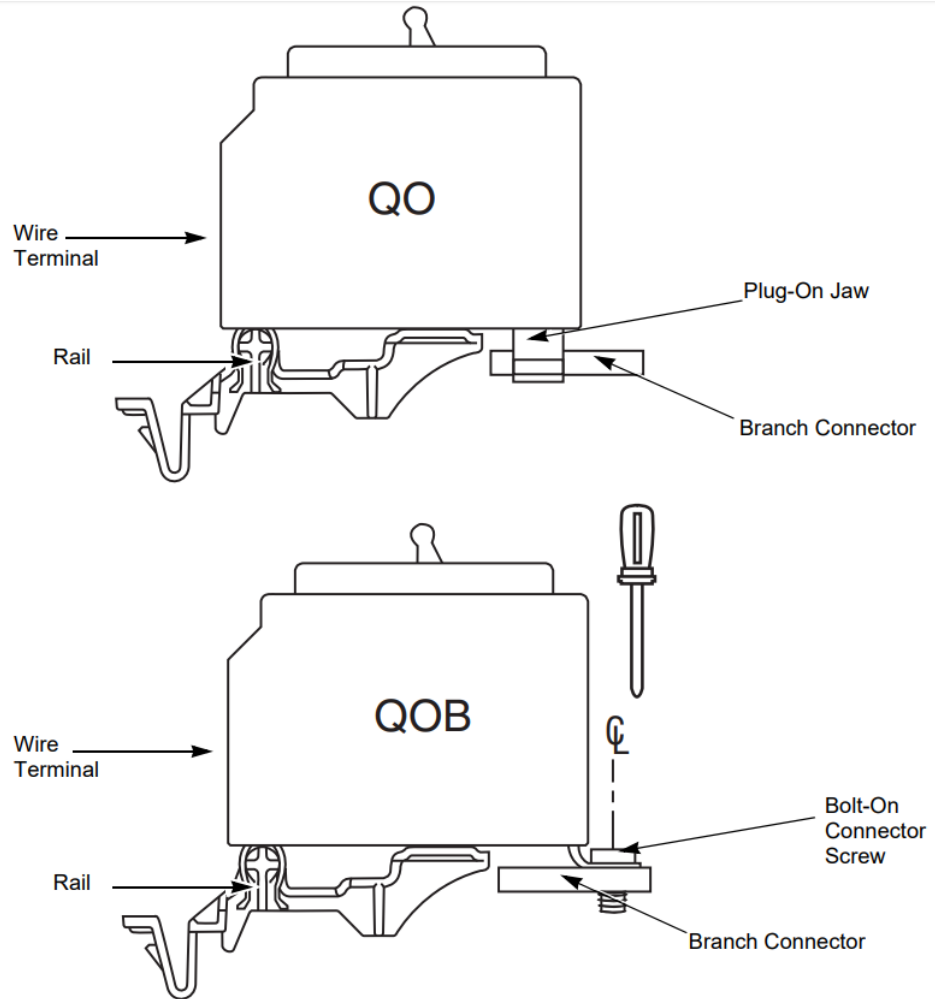 QO
Wire
Terminal
Plug-On Jaw
Rail
Branch Connector
QOB
℄
Wire
Terminal
Bolt-On
Connector
Screw
Rail
Branch Connector